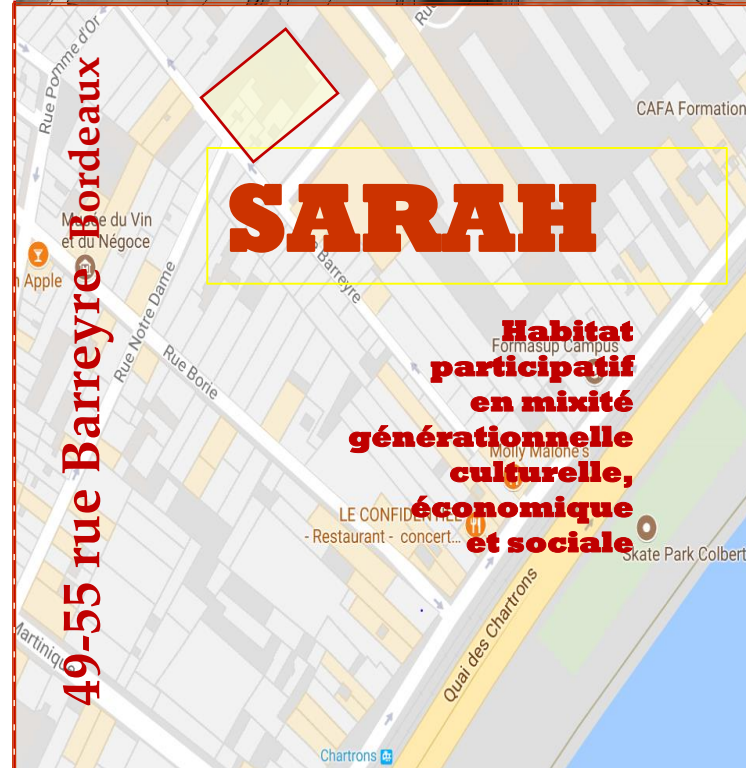 Rue Pomme d'Or
Rue
CAFA Formation
49-55 rue Barreyre Bordeaux
SARAH
Musée du Vin
et du Négoce
n Apple
Barreyre
Rue Notre Dame
Rue Borie
Habitat
participatif
en mixité
générationnelle
culturelle,
économique
et sociale
Formasup Campus
Molly Malone's
LE CONFIDENTIEL
- Restaurant - concert...
Skate Park Colbert
Martinique
Quai des Chartrons
Chartrons